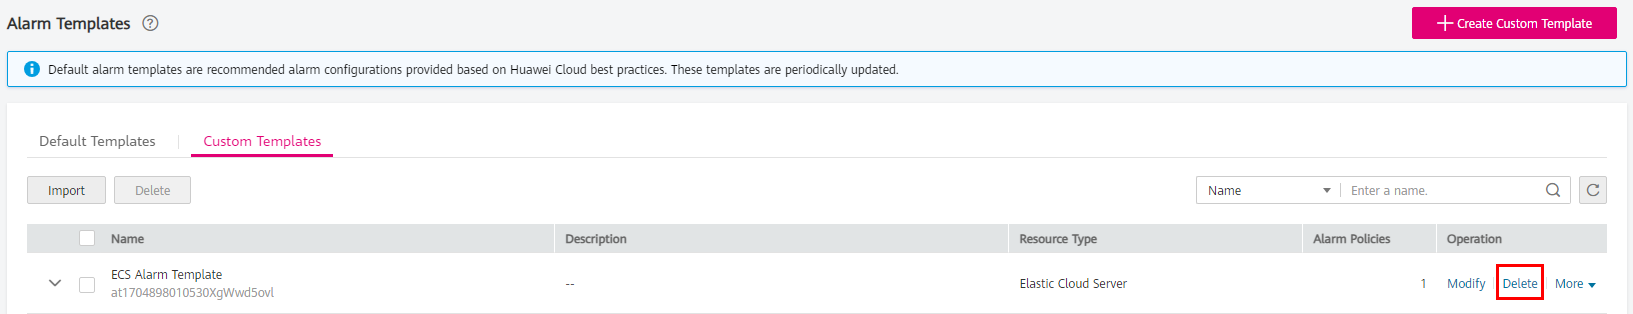 Alarm Templates ?
Create Custom Template
Default alarm templates are recommended alarm configurations provided based on Huawei Cloud best practices. These templates are periodically updated.
Default Templates Custom Templates
Import Delete Name Enter a name.
Name Description Resource Type Alarm Policies Operation
ECS Alarm Template
at1704898010530XgWwd5ovl
-- Elastic Cloud Server 1 Modify Delete More